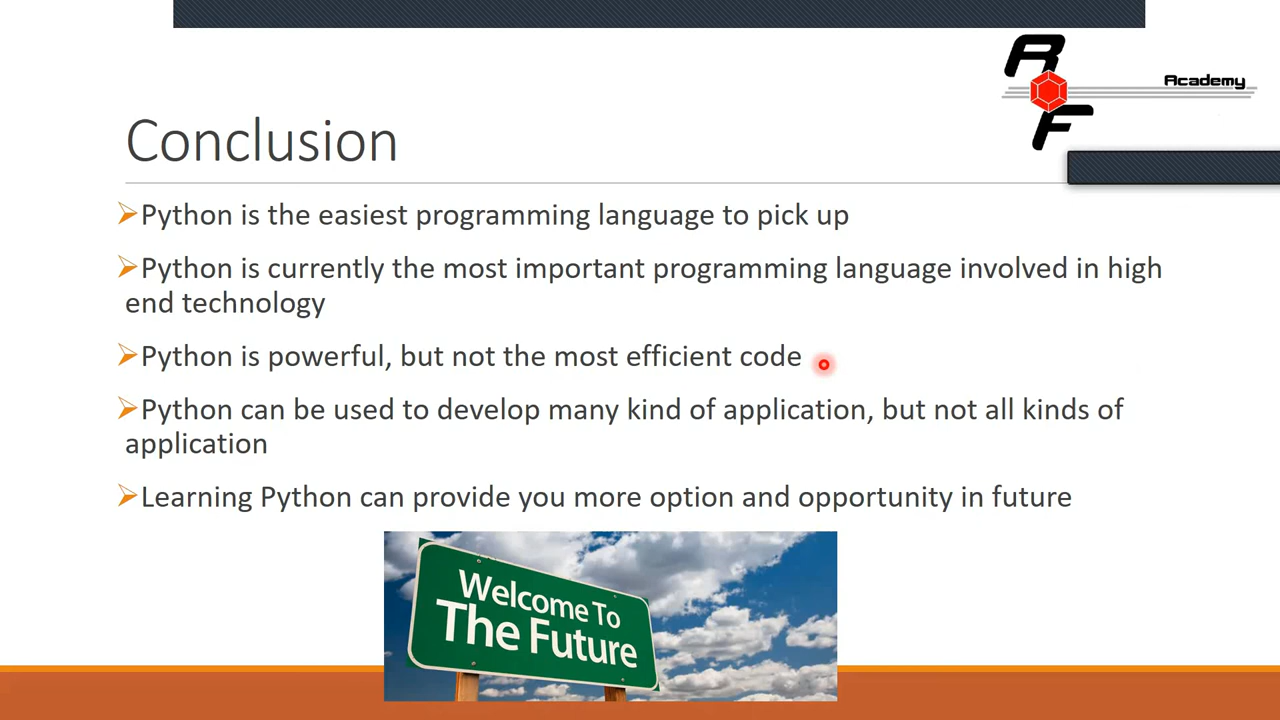 R
F
Academy
Conclusion
Python is the easiest programming language to pick up
Python is currently the most important programming language involved in high
end technology
Python is powerful, but not the most efficient code
Python can be used to develop many kind of application, but not all kinds of
application
Learning Python can provide you more option and opportunity in future
Welcome To
The Future